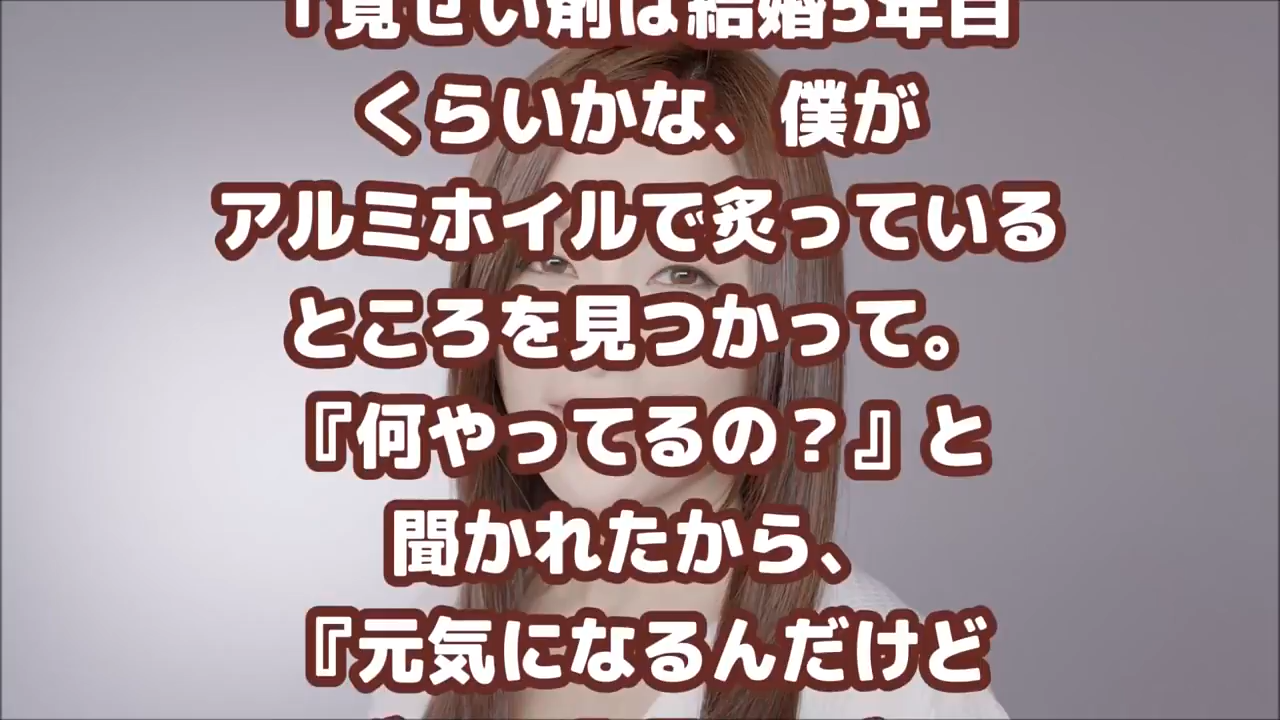 「覚せい剤は結婚5年目
くらいかな、僕が
アルミホイルで炙っている
ところを見つかって。
『何やってるの？』と
聞かれたから、
『元気になるんだけど